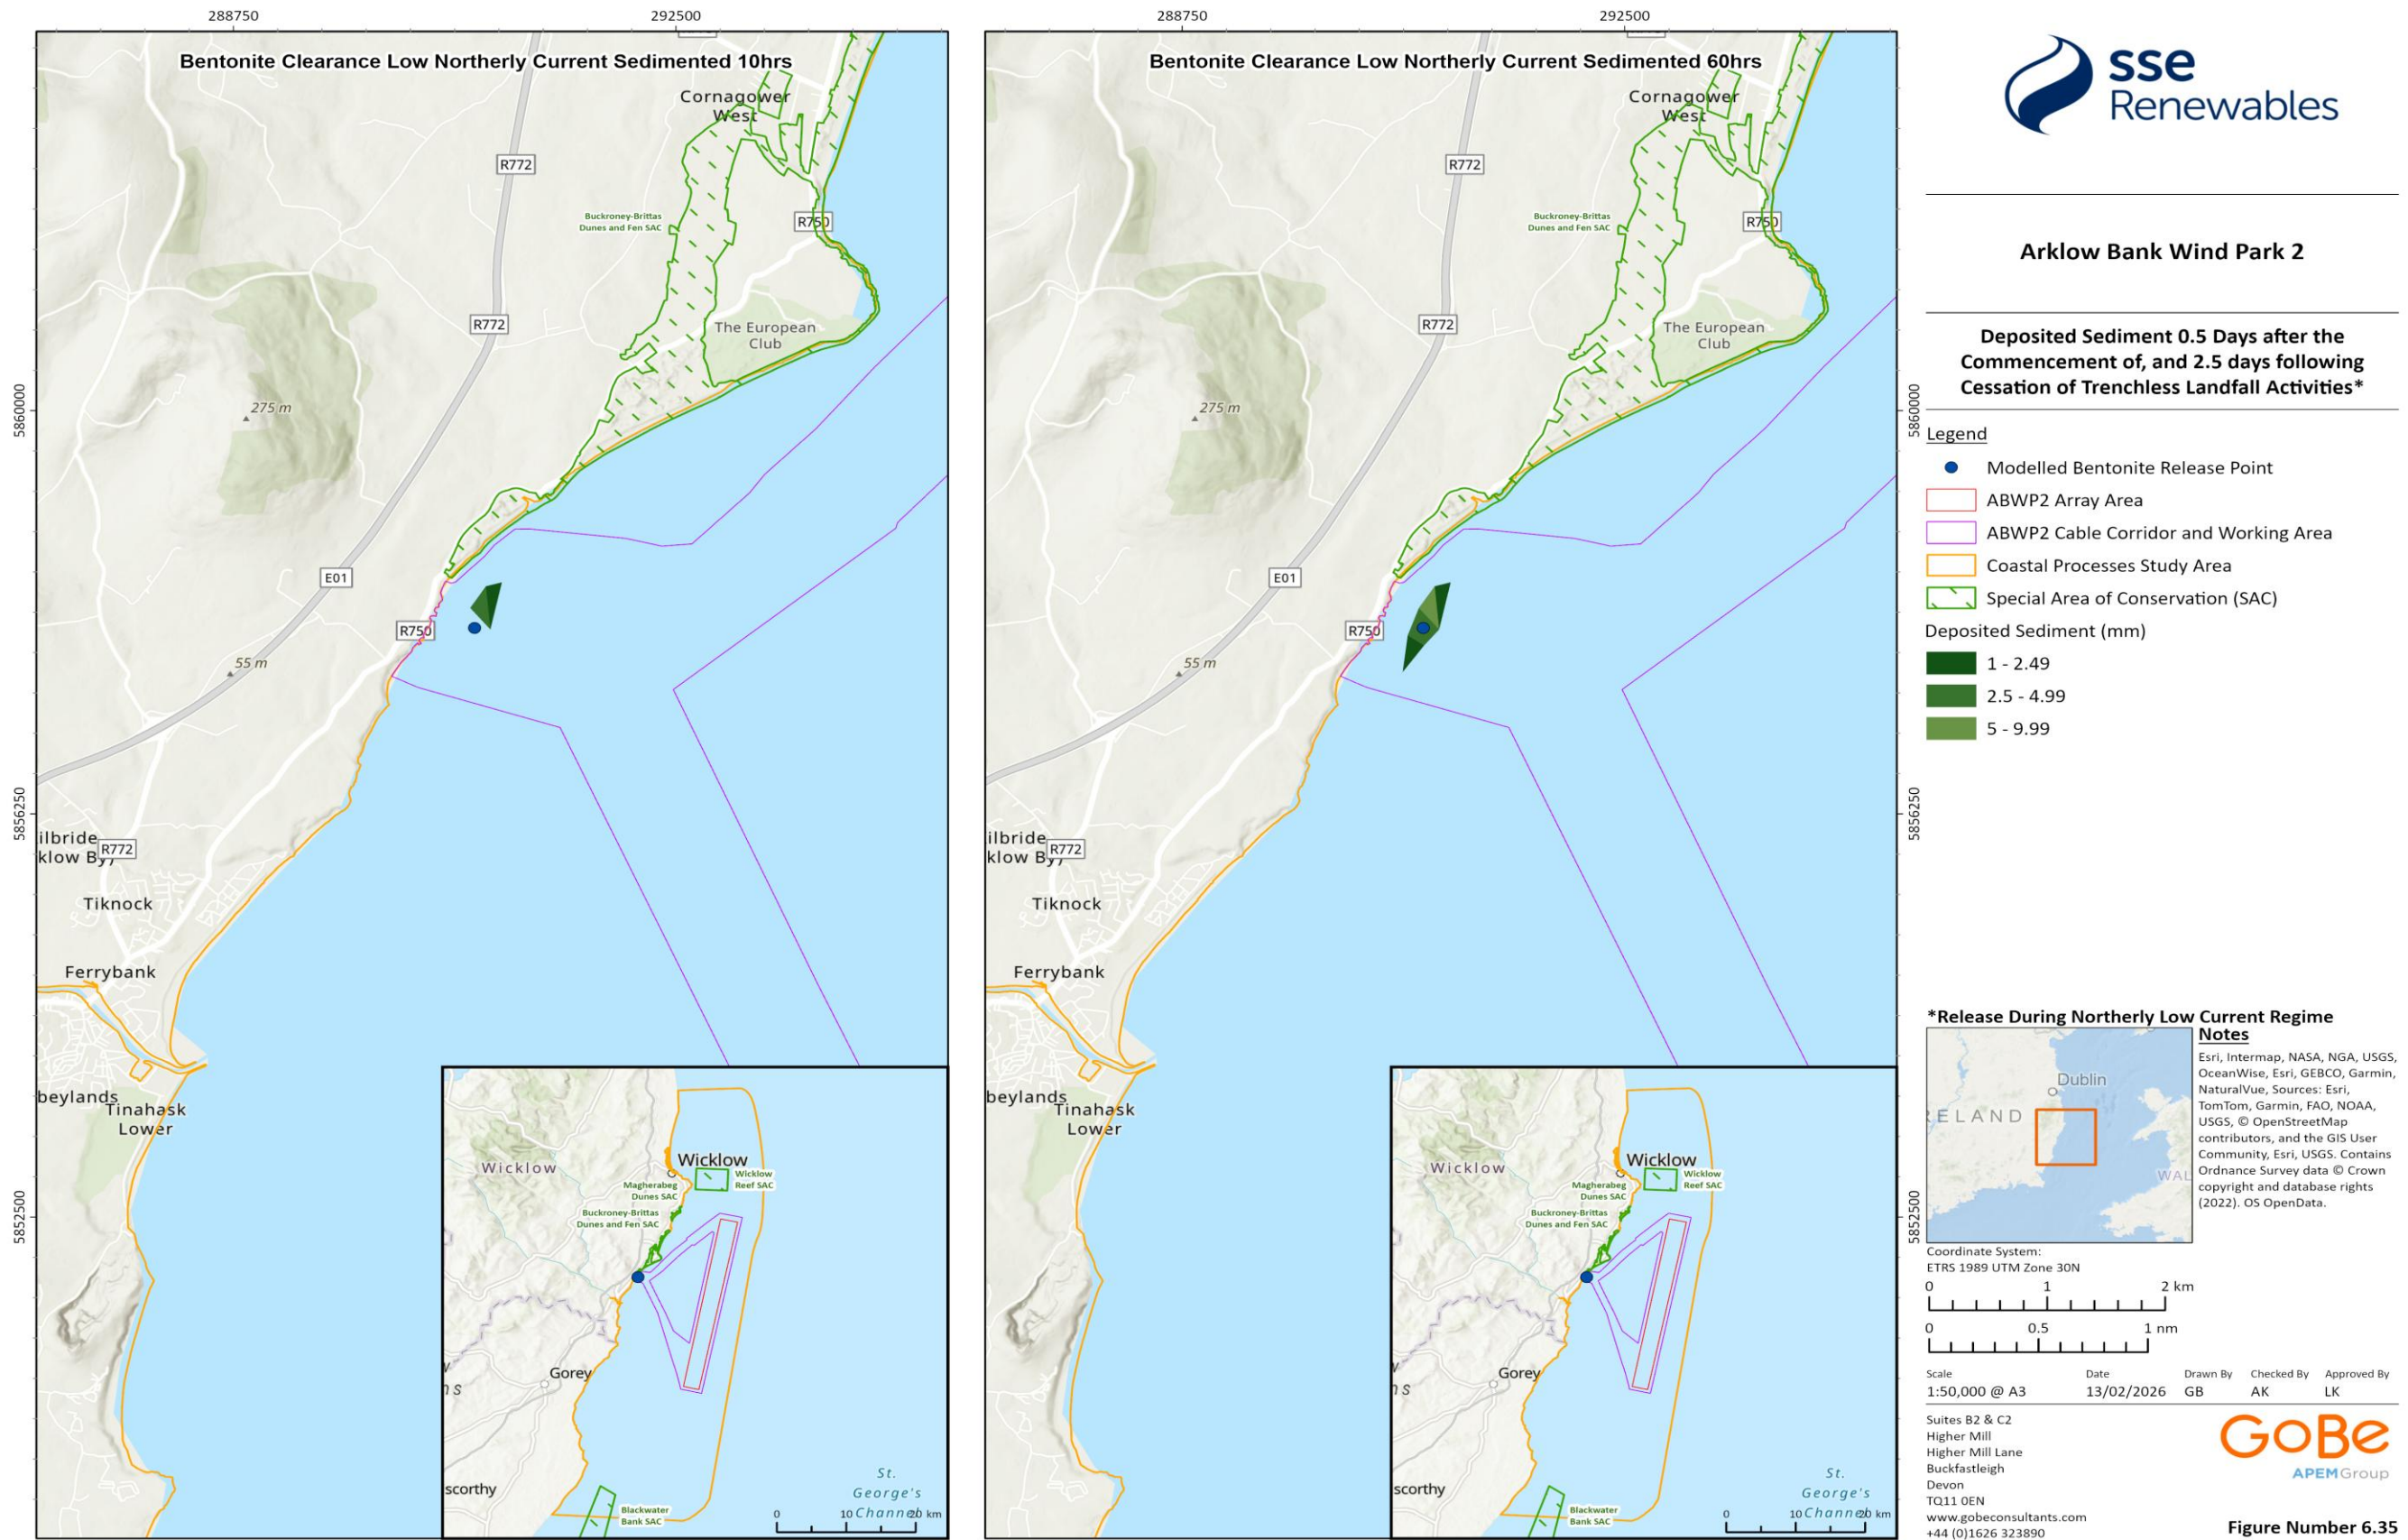 288750
292500
Bentonite Clearance Low Northerly Current Sedimented 10hrs
Cornagower
West
R772
Buckroney-Brittas
Dunes and Fen SAC
R750
R772
The European
Club
5860000
275 m
E01
R750
55 m
5856250
ilbride
klow By)
R772
Tiknock
Ferrybank
beylands
Tinahask
Lower
5852500
Wicklow
Wicklow
Wicklow
Reef SAC
Magherabeg
Dunes SAC
Buckroney-Brittas
Dunes and Fen SAC
Gorey
scorthy
St.
George's
Channel
Blackwater
Bank SAC
0 10 20 km
288750
292500
Bentonite Clearance Low Northerly Current Sedimented 60hrs
Cornagower
West
R772
Buckroney-Brittas
Dunes and Fen SAC
R750
R772
The European
Club
5860000
275 m
E01
R750
55 m
5856250
ilbride
klow By)
R772
Tiknock
Ferrybank
beylands
Tinahask
Lower
5852500
Wicklow
Wicklow
Wicklow
Reef SAC
Magherabeg
Dunes SAC
Buckroney-Brittas
Dunes and Fen SAC
Gorey
scorthy
St.
George's
Channel
Blackwater
Bank SAC
0 10 20 km
sse
Renewables
Arklow Bank Wind Park 2
Deposited Sediment 0.5 Days after the
Commencement of, and 2.5 days following
Cessation of Trenchless Landfall Activities*
Legend
Modelled Bentonite Release Point
ABWP2 Array Area
ABWP2 Cable Corridor and Working Area
Coastal Processes Study Area
Special Area of Conservation (SAC)
Deposited Sediment (mm)
1 - 2.49
2.5 - 4.99
5 - 9.99
*Release During Northerly Low Current Regime
Dublin
RELAND
WAL
Notes
Esri, Intermap, NASA, NGA, USGS,
OceanWise, Esri, GEBCO, Garmin,
NaturalVue, Sources: Esri,
TomTom, Garmin, FAO, NOAA,
USGS, © OpenStreetMap
contributors, and the GIS User
Community, Esri, USGS. Contains
Ordnance Survey data © Crown
copyright and database rights
(2022). OS OpenData.
Coordinate System:
ETRS 1989 UTM Zone 30N
0 1 2 km
0 0.5 1 nm
Scale Date Drawn By Checked By Approved By
1:50,000 @ A3 13/02/2026 GB AK LK
Suites B2 & C2
Higher Mill
Higher Mill Lane
Buckfastleigh
Devon
TQ11 0EN
www.gobeconsultants.com
+44 (0)1626 323890
GoBe
APEMGroup
Figure Number 6.35